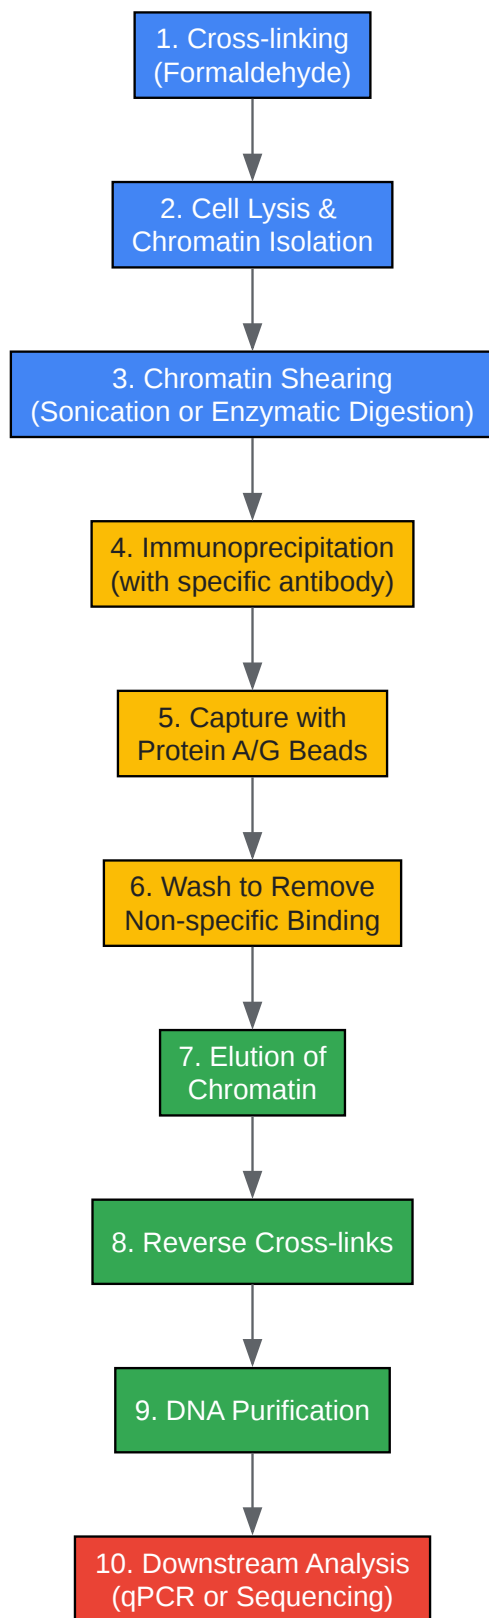 1. Cross-linking
(Formaldehyde)
2. Cell Lysis &
Chromatin Isolation
3. Chromatin Shearing
(Sonication or Enzymatic Digestion)
4. Immunoprecipitation
(with specific antibody)
5. Capture with
Protein A/G Beads
6. Wash to Remove
Non-specific Binding
7. Elution of
Chromatin
8. Reverse Cross-links
9. DNA Purification
10. Downstream Analysis
(qPCR or Sequencing)